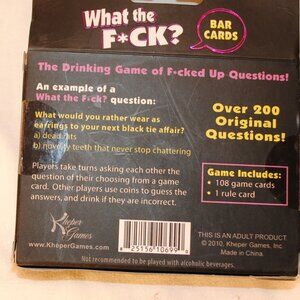 What the
F*CK?
BAR
CARDS
The Drinking Game of F*cked Up Questions!
An example of a
What the F*ck? question:
What would you rather wear as
earrings to your next black tie affair?
a) dead rats
b) novelty teeth that never stop chattering
Over 200
Original
Questions!
Players take turns asking each other the
question of their choosing from a game
card. Other players use coins to guess the
answers, and drink if they are incorrect.
Game Includes:
• 108 game cards
• 1 rule card
Kheper
Games
www.KheperGames.com
8 25156 10699
THIS IS AN ADULT PRODUCT.
© 2010, Kheper Games, Inc.
Made in China
Not recommended to be played with alcoholic beverages.